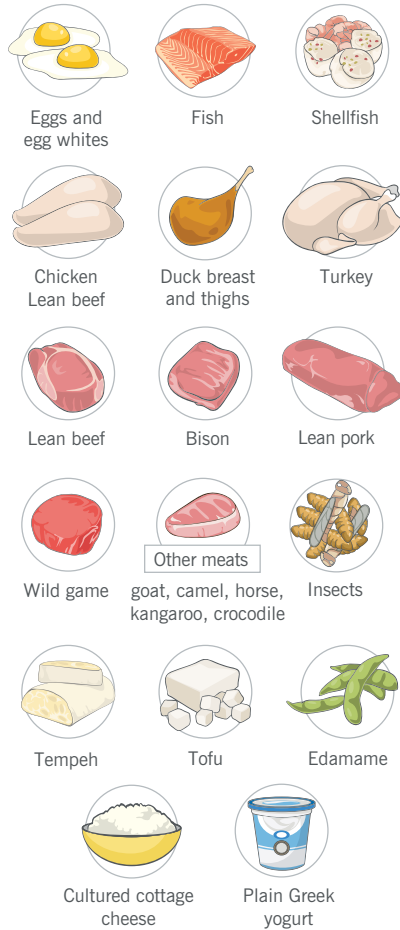 Eggs and
egg whites
Fish
Shellfish
Chicken
Lean beef
Duck breast
and thighs
Turkey
Lean beef
Bison
Lean pork
Wild game
Other meats
goat, camel, horse,
kangaroo, crocodile
Insects
Tempeh
Tofu
Edamame
Cultured cottage
cheese
Plain Greek
yogurt